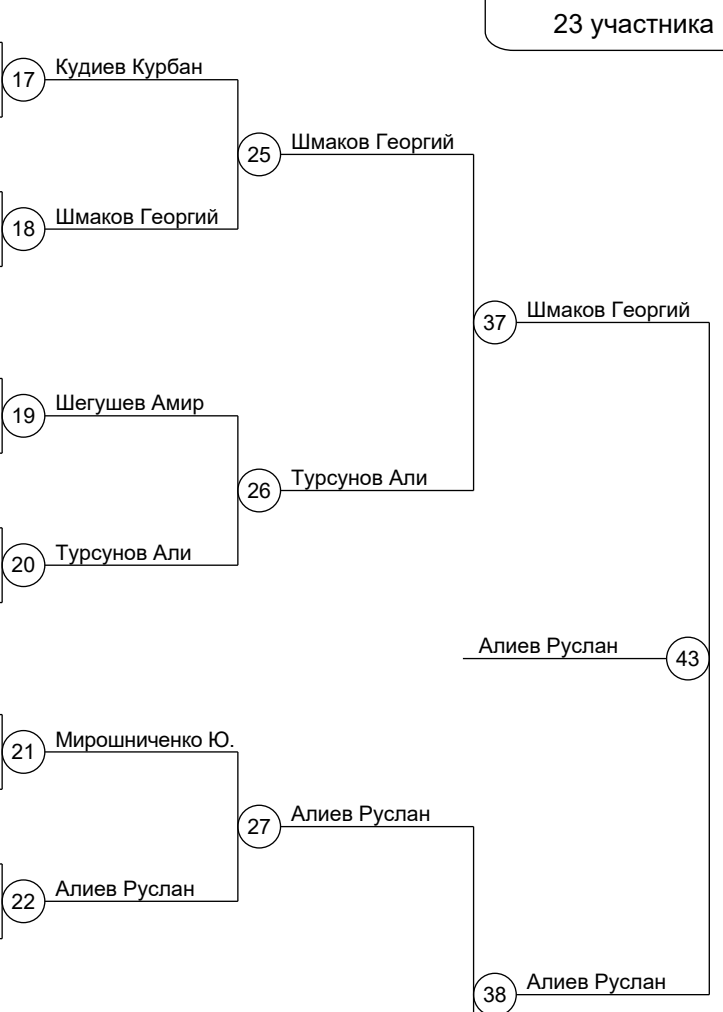 23 участника
17 Кудиев Курбан
25 Шмаков Георгий
18 Шмаков Георгий
37 Шмаков Георгий
19 Шегушев Амир
26 Турсунов Али
20 Турсунов Али
Алиев Руслан 43
21 Мирошниченко Ю.
27 Алиев Руслан
22 Алиев Руслан
38 Алиев Руслан